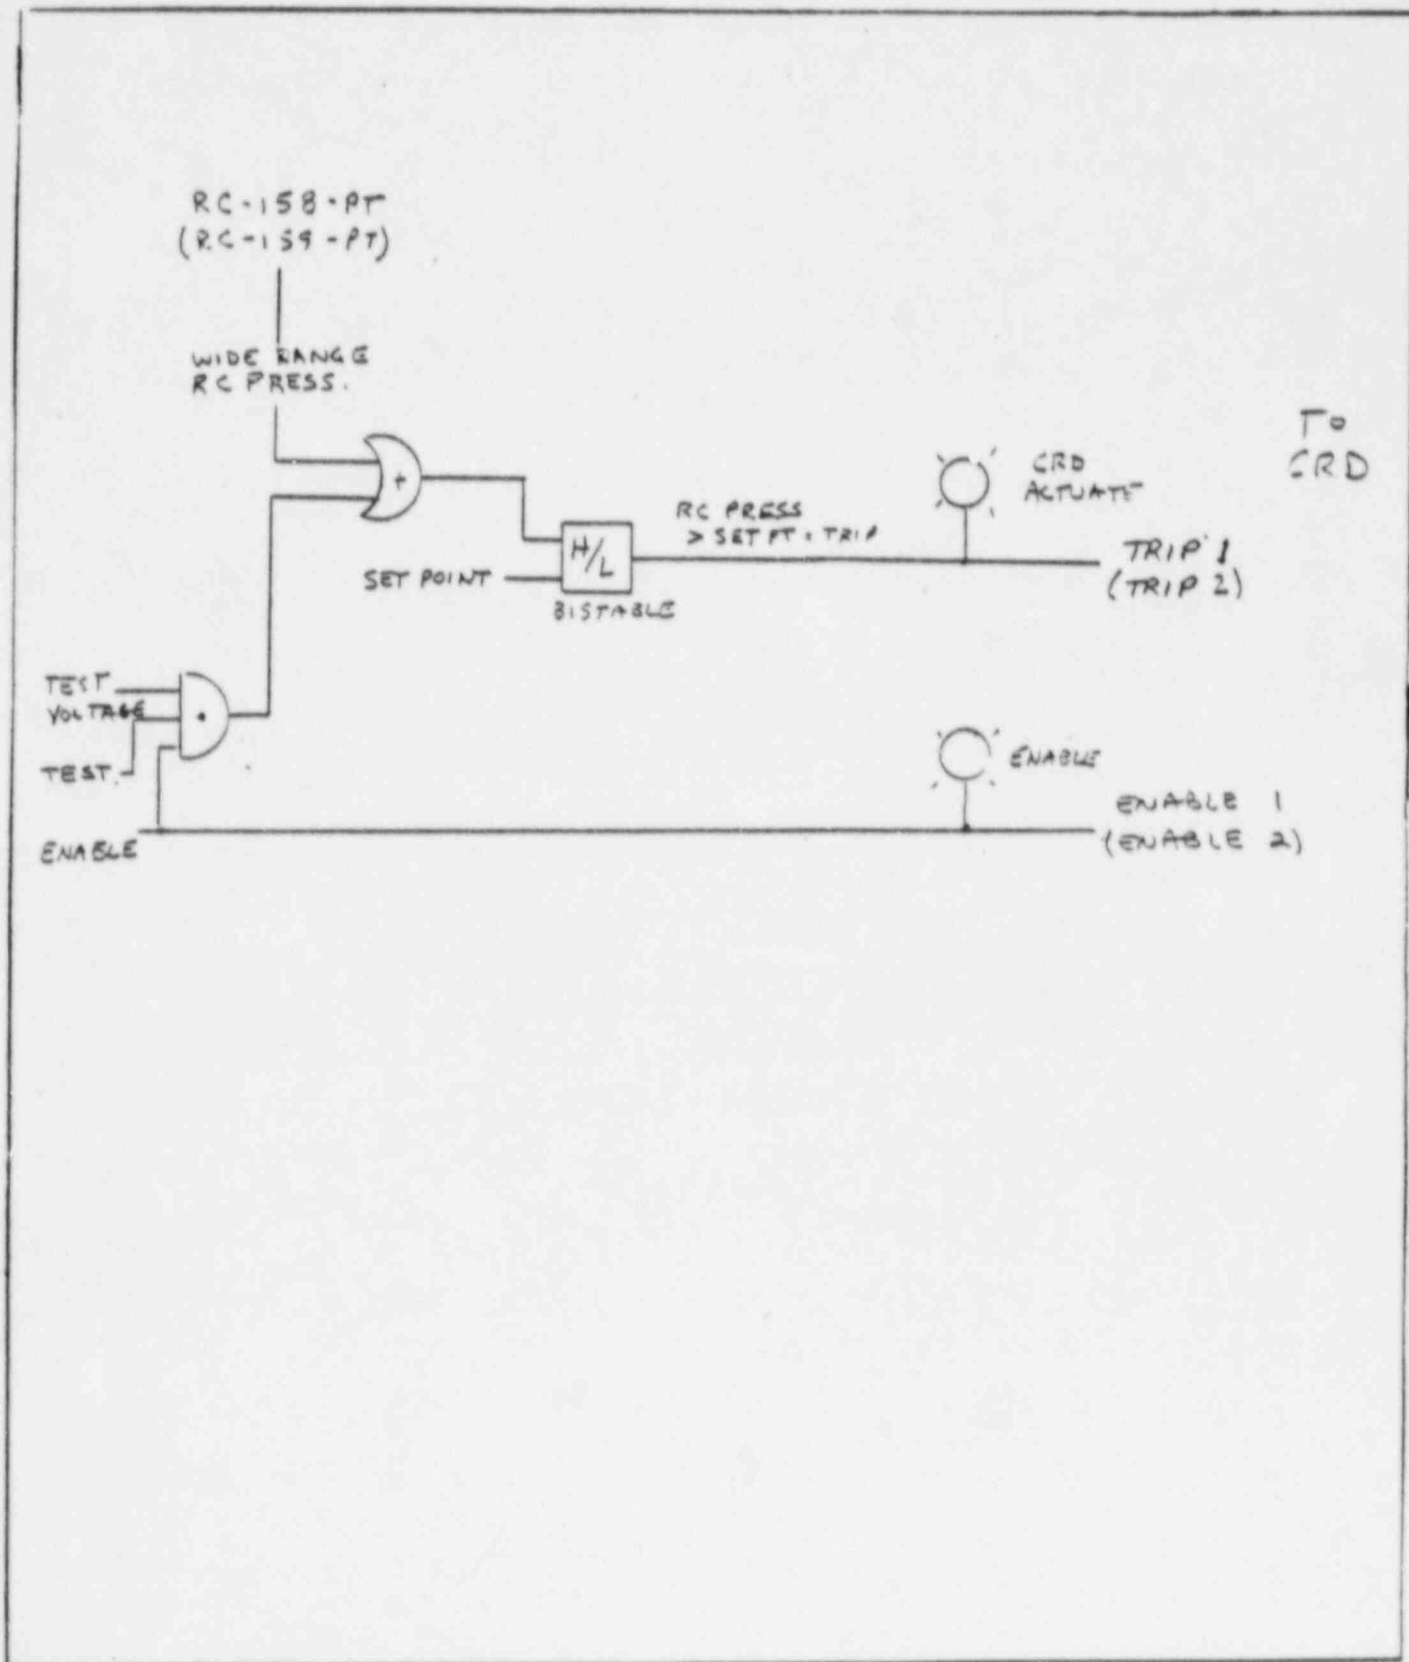 RC-158-PT
(RC-159-PT)
WIDE RANGE
RC PRESS.
+
TO
CRD
CRD
ACTUATE
RC PRESS
> SET PT = TRIP
H/L
SET POINT
BISTABLE
TRIP 1
(TRIP 2)
TEST
VOLTAGE
TEST
ENABLE
ENABLE
ENABLE 1
(ENABLE 2)